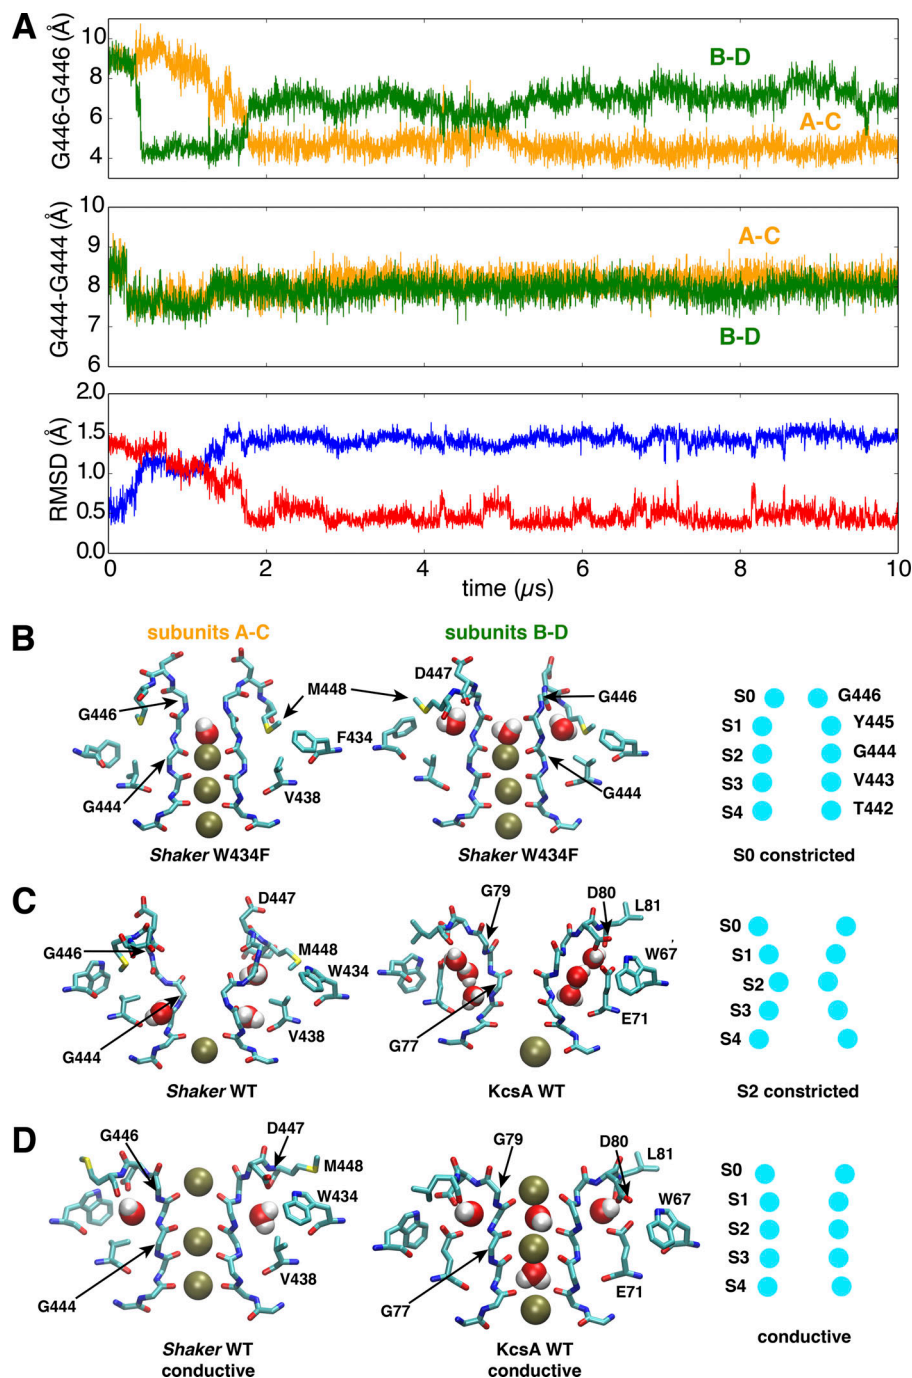 A
G446-G446 (Å)
10
8
6
4
B-D
A-C
G444-G444 (Å)
10
9
8
7
6
A-C
B-D
RMSD (Å)
2.0
1.5
1.0
0.5
0.0
0 2 4 6 8 10
time (µs)
B
subunits A-C
subunits B-D
G446
M448
D447
G446
F434
G444
V438
G444
Shaker W434F
Shaker W434F
S0 G446
S1 Y445
S2 G444
S3 V443
S4 T442
S0 constricted
C
D447
G446
M448
W434
G444
V438
Shaker WT
G79
D80
L81
W67
G77
E71
KcsA WT
S0
S1
S2
S3
S4
S2 constricted
D
G446
D447
M448
W434
G444
V438
Shaker WT
conductive
G79
D80
L81
W67
G77
E71
KcsA WT
conductive
S0
S1
S2
S3
S4
conductive